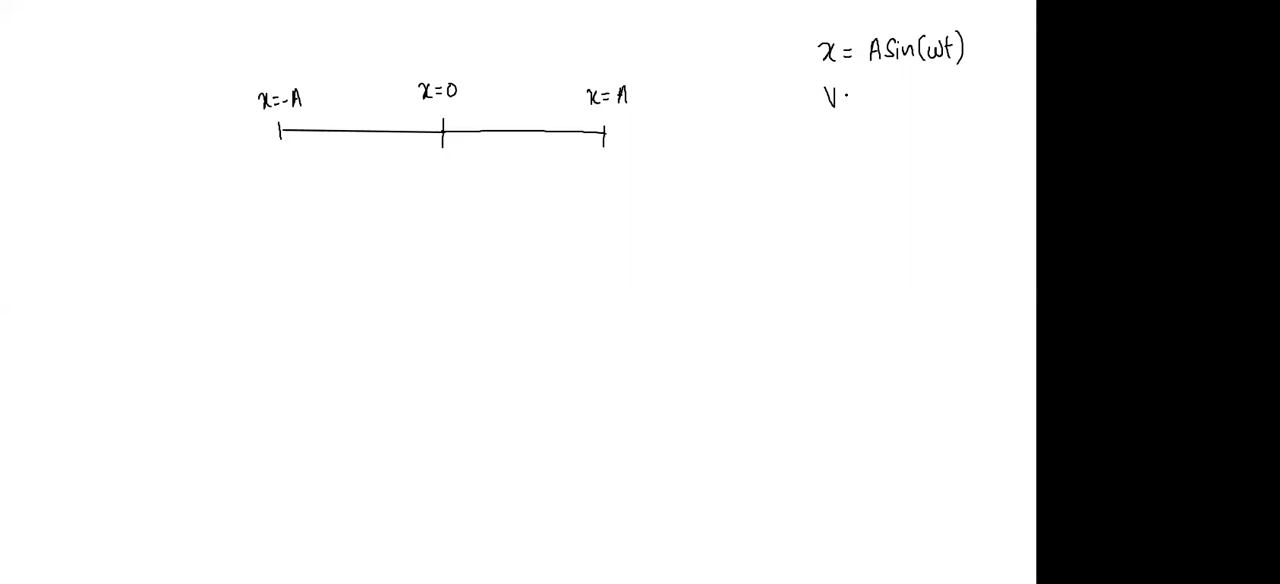 x = A Sin(ωt)
x=-A x=0 x= A
V